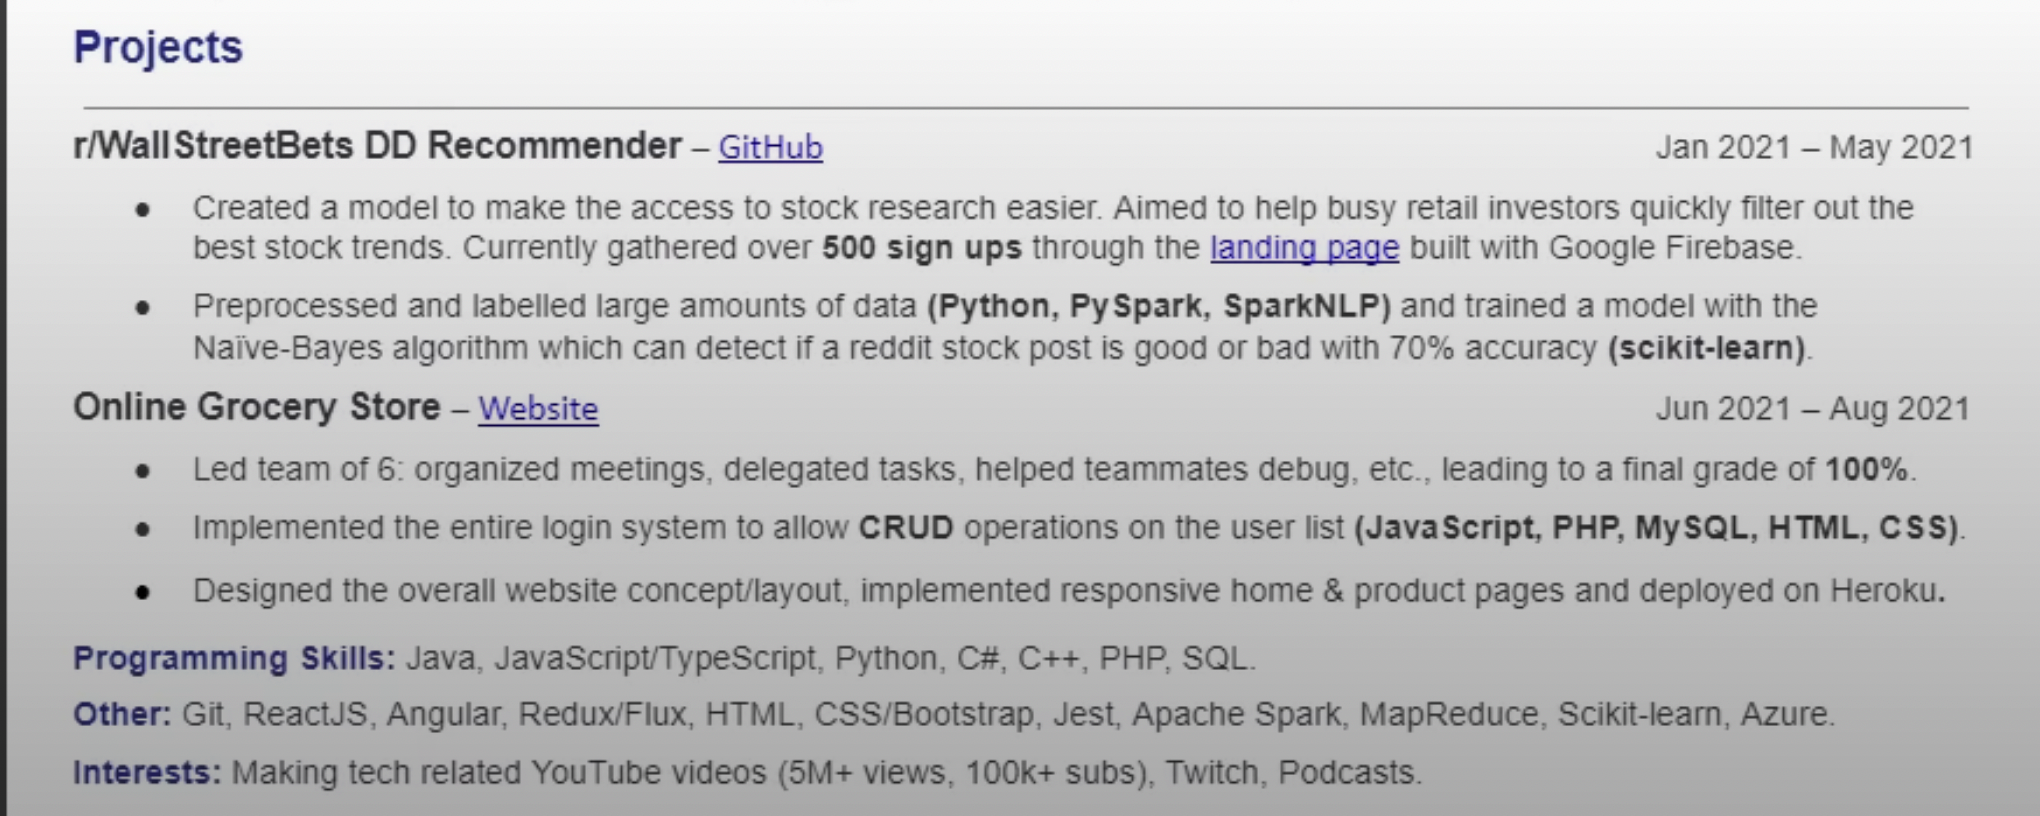 Projects
r/WallStreetBets DD Recommender – GitHub Jan 2021 – May 2021
● Created a model to make the access to stock research easier. Aimed to help busy retail investors quickly filter out the
best stock trends. Currently gathered over 500 sign ups through the landing page built with Google Firebase.
● Preprocessed and labelled large amounts of data (Python, PySpark, SparkNLP) and trained a model with the
Naïve-Bayes algorithm which can detect if a reddit stock post is good or bad with 70% accuracy (scikit-learn).
Online Grocery Store – Website Jun 2021 – Aug 2021
● Led team of 6: organized meetings, delegated tasks, helped teammates debug, etc., leading to a final grade of 100%.
● Implemented the entire login system to allow CRUD operations on the user list (JavaScript, PHP, MySQL, HTML, CSS).
● Designed the overall website concept/layout, implemented responsive home & product pages and deployed on Heroku.
Programming Skills: Java, JavaScript/TypeScript, Python, C#, C++, PHP, SQL.
Other: Git, ReactJS, Angular, Redux/Flux, HTML, CSS/Bootstrap, Jest, Apache Spark, MapReduce, Scikit-learn, Azure.
Interests: Making tech related YouTube videos (5M+ views, 100k+ subs), Twitch, Podcasts.